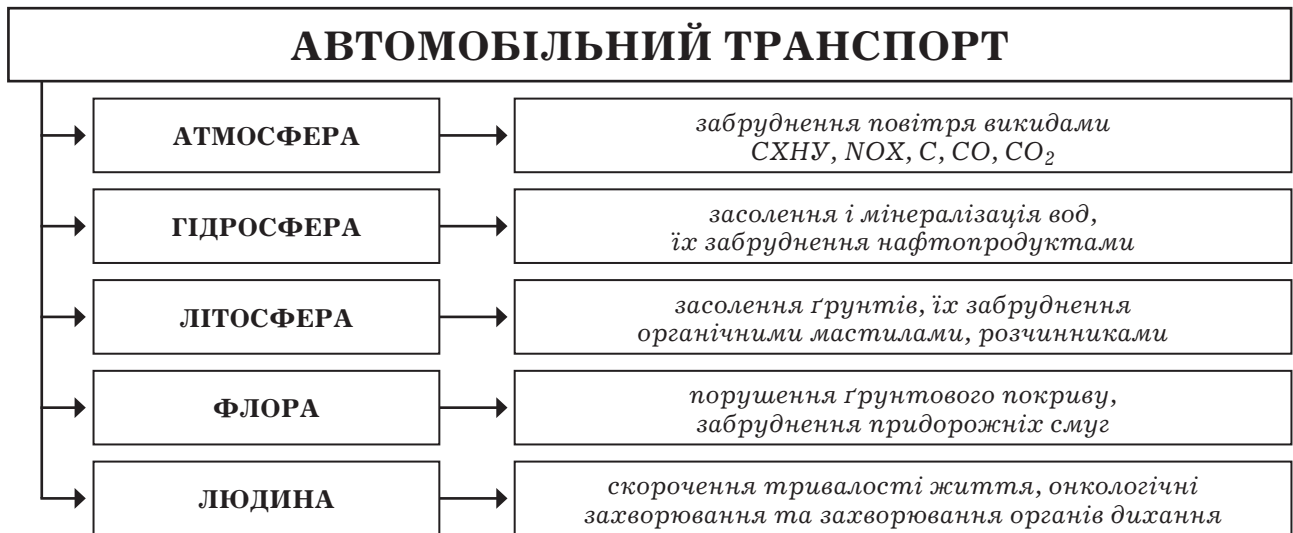 АВТОМОБІЛЬНИЙ ТРАНСПОРТ
АТМОСФЕРА
забруднення повітря викидами
СХНУ, NOX, С, СО, СО₂
ГІДРОСФЕРА
засолення і мінералізація вод,
їх забруднення нафтопродуктами
ЛІТОСФЕРА
засолення ґрунтів, їх забруднення
органічними мастилами, розчинниками
ФЛОРА
порушення ґрунтового покриву,
забруднення придорожніх смуг
ЛЮДИНА
скорочення тривалості життя, онкологічні
захворювання та захворювання органів дихання